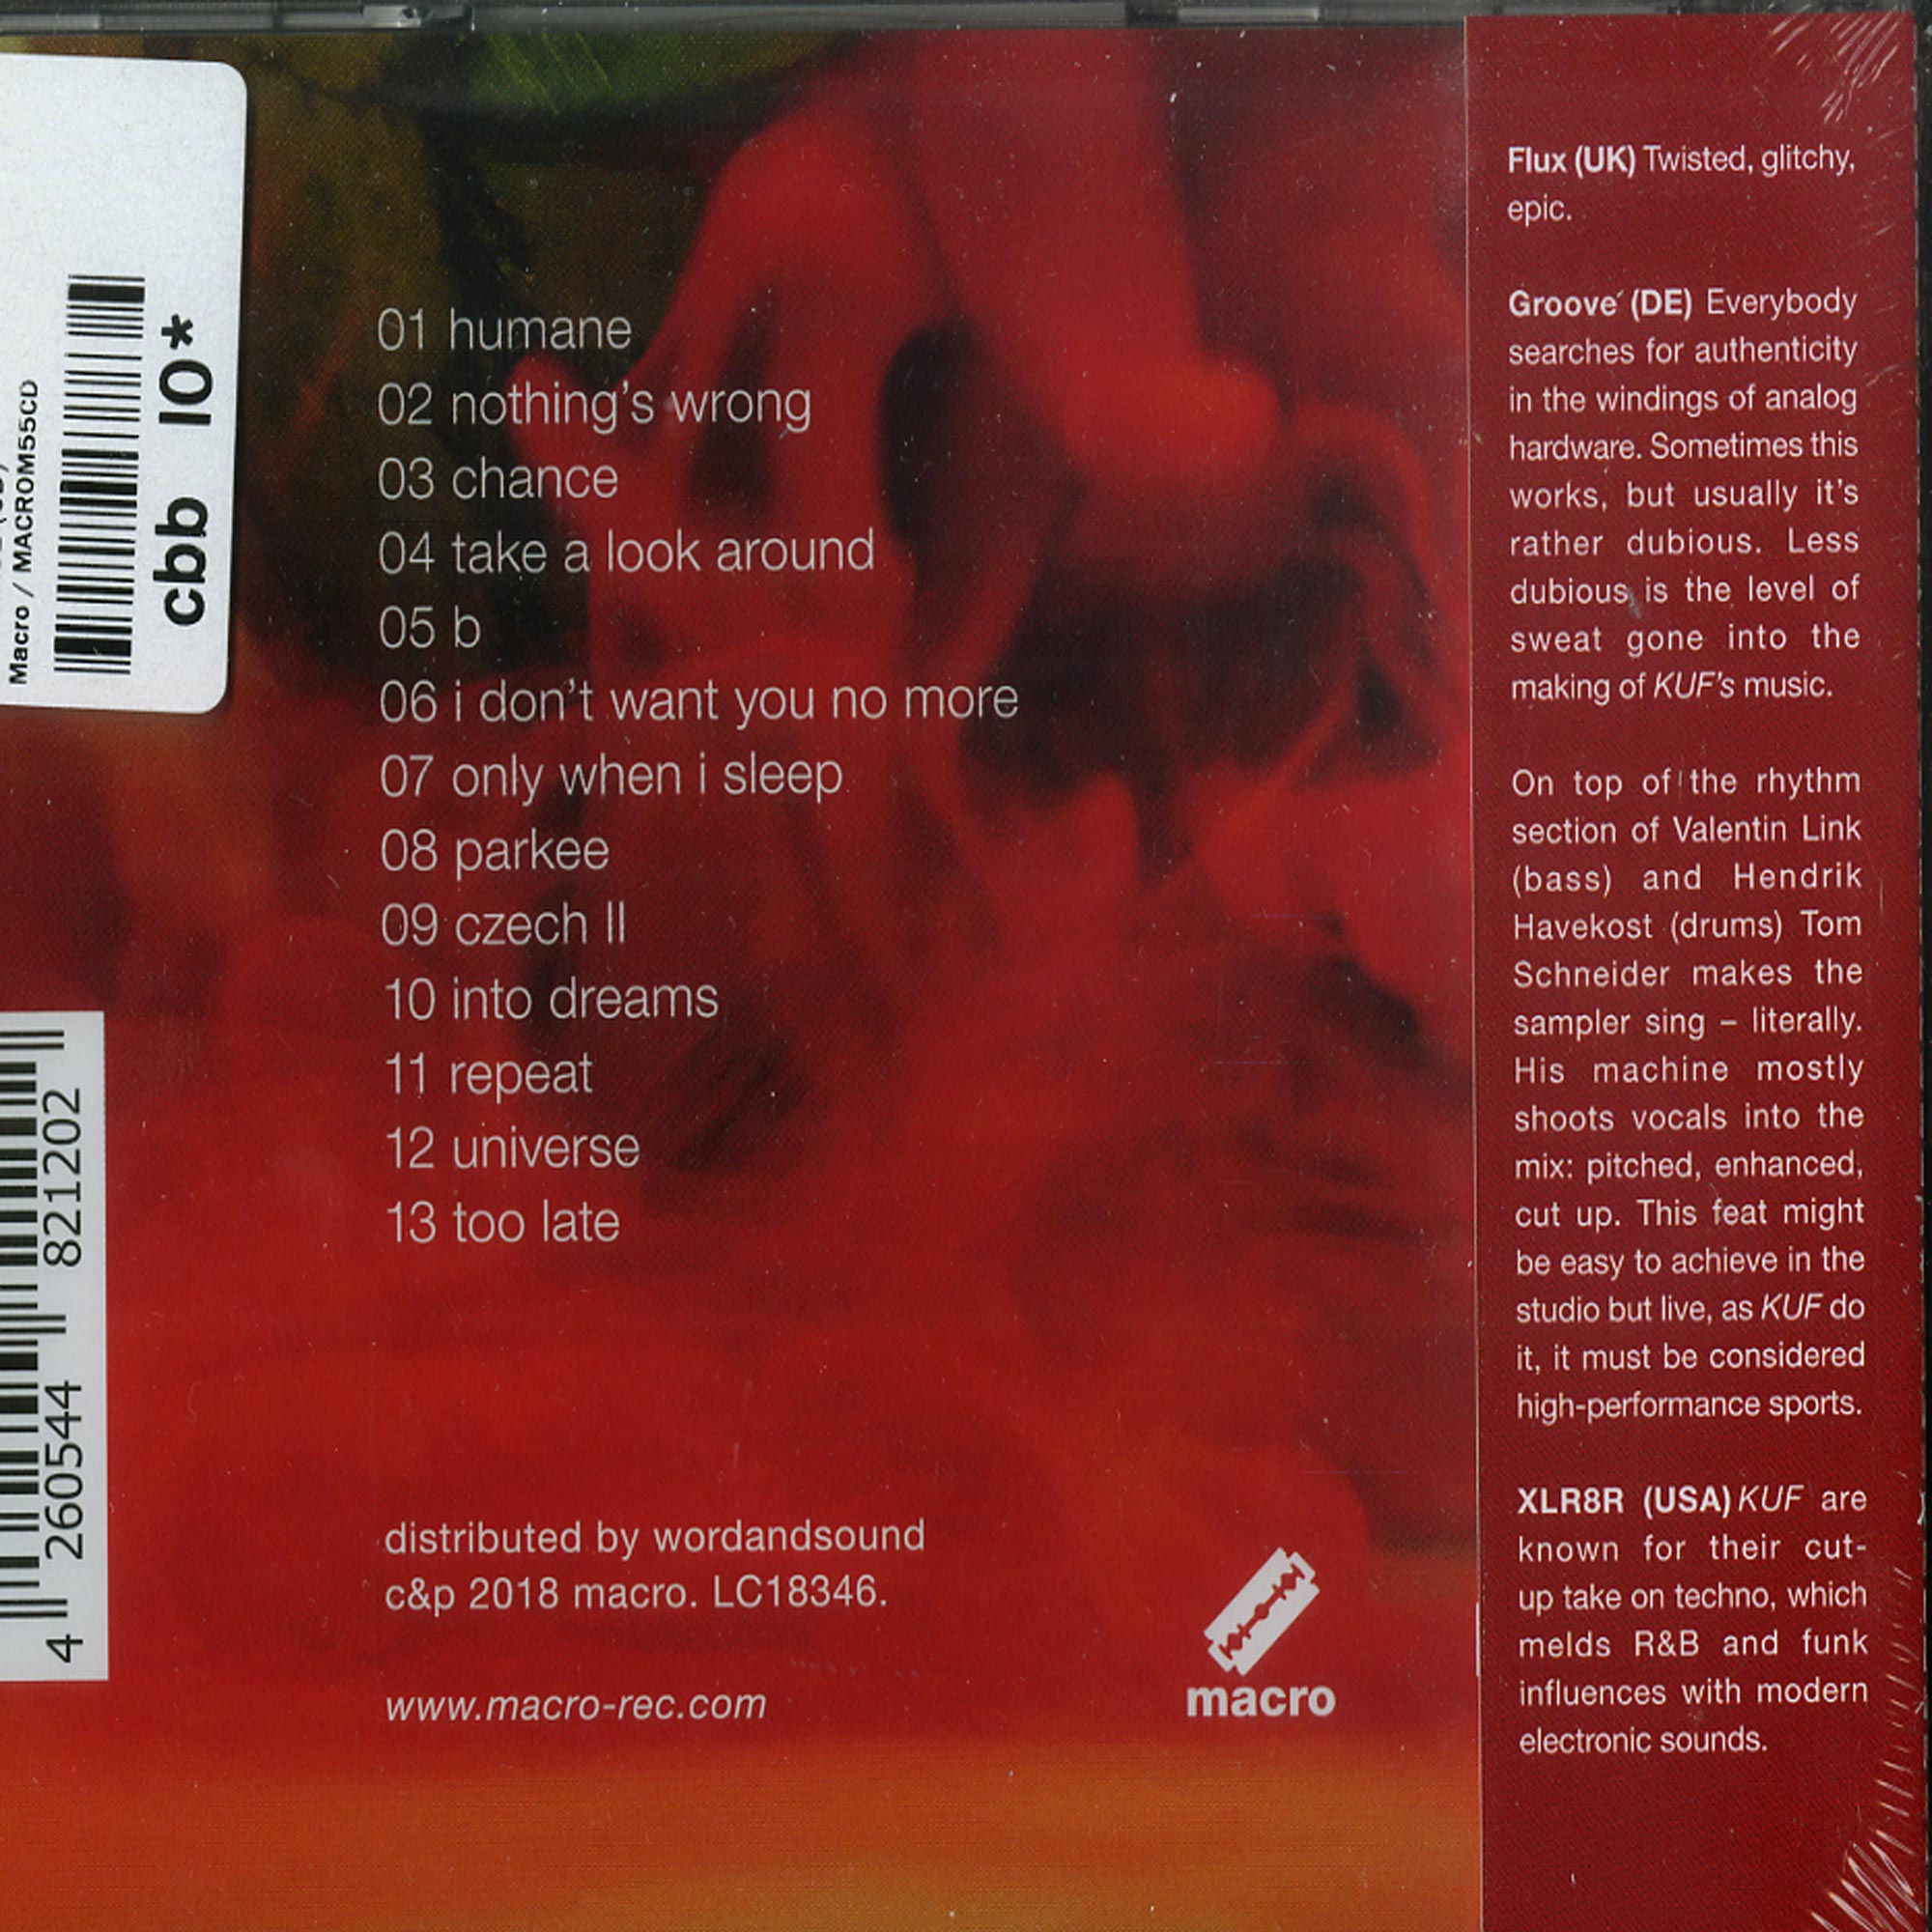 Macro / MACROM55CD
cbb IO*
4 260544 821202
01 humane
02 nothing's wrong
03 chance
04 take a look around
05 b
06 i don't want you no more
07 only when i sleep
08 parkee
09 czech II
10 into dreams
11 repeat
12 universe
13 too late
distributed by wordandsound
c&p 2018 macro. LC18346.
www.macro-rec.com
macro
Flux (UK) Twisted, glitchy,
epic.
Groove (DE) Everybody
searches for authenticity
in the windings of analog
hardware. Sometimes this
works, but usually it's
rather dubious. Less
dubious is the level of
sweat gone into the
making of KUF's music.
On top of the rhythm
section of Valentin Link
(bass) and Hendrik
Havekost (drums) Tom
Schneider makes the
sampler sing – literally.
His machine mostly
shoots vocals into the
mix: pitched, enhanced,
cut up. This feat might
be easy to achieve in the
studio but live, as KUF do
it, it must be considered
high-performance sports.
XLR8R (USA) KUF are
known for their cut-
up take on techno, which
melds R&B and funk
influences with modern
electronic sounds.